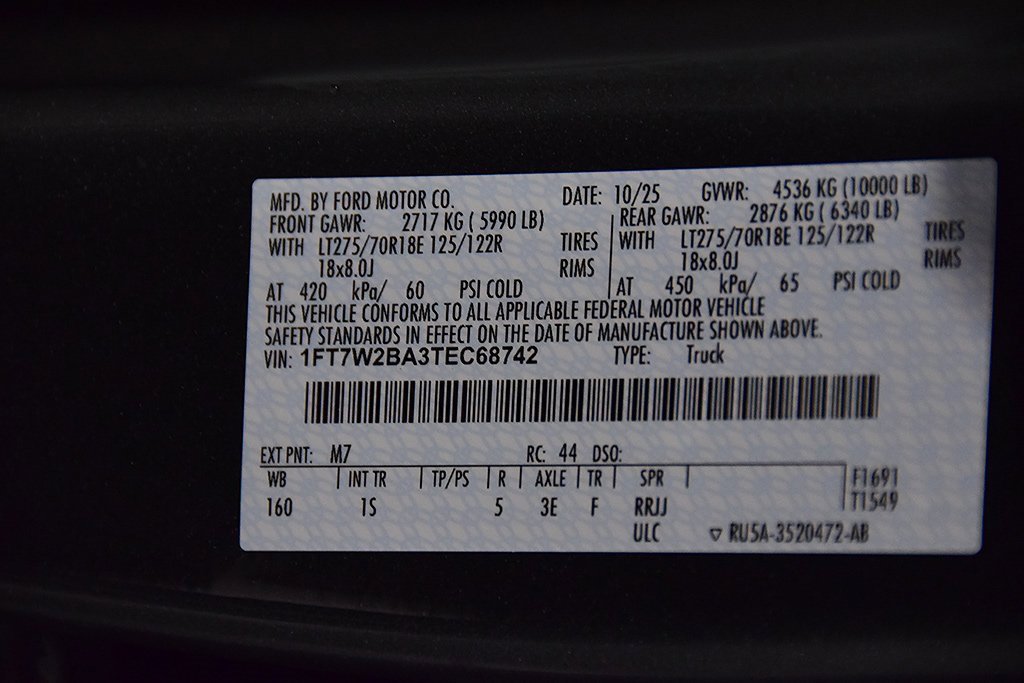 MFD. BY FORD MOTOR CO. DATE: 10/25 GVWR: 4536 KG (10000 LB)
FRONT GAWR: 2717 KG ( 5990 LB) REAR GAWR: 2876 KG ( 6340 LB)
WITH LT275/70R18E 125/122R TIRES WITH LT275/70R18E 125/122R TIRES
18x8.0J RIMS 18x8.0J RIMS
AT 420 kPa/ 60 PSI COLD AT 450 kPa/ 65 PSI COLD
THIS VEHICLE CONFORMS TO ALL APPLICABLE FEDERAL MOTOR VEHICLE
SAFETY STANDARDS IN EFFECT ON THE DATE OF MANUFACTURE SHOWN ABOVE.
VIN: 1FT7W2BA3TEC68742 TYPE: Truck
EXT PNT: M7 RC: 44 DSO:
WB INT TR TP/PS R AXLE TR SPR F1691
160 1S 5 3E F RRJJ T1549
ULC ▽ RU5A-3520472-AB